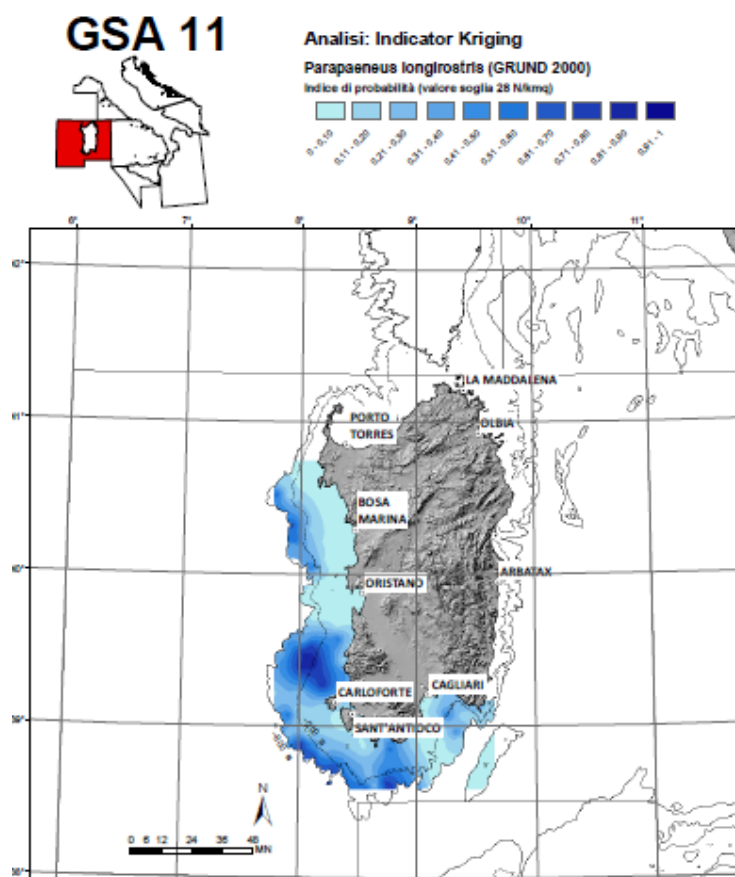 GSA 11
Analisi: Indicator Kriging
Parapaeneus longirostris (GRUND 2000)
Indice di probabilità (valore soglia 28 N/kmq)
0 - 0,10
0,11 - 0,20
0,21 - 0,30
0,31 - 0,40
0,41 - 0,50
0,51 - 0,60
0,61 - 0,70
0,71 - 0,80
0,81 - 0,90
0,91 - 1
6°
7°
8°
9°
10°
11°
LA MADDALENA
PORTO
TORRES
OLBIA
BOSA
MARINA
ORISTANO
ARBATAX
CARLOFORTE
CAGLIARI
SANT'ANTIOCO
N
0 6 12 24 36 48
MN